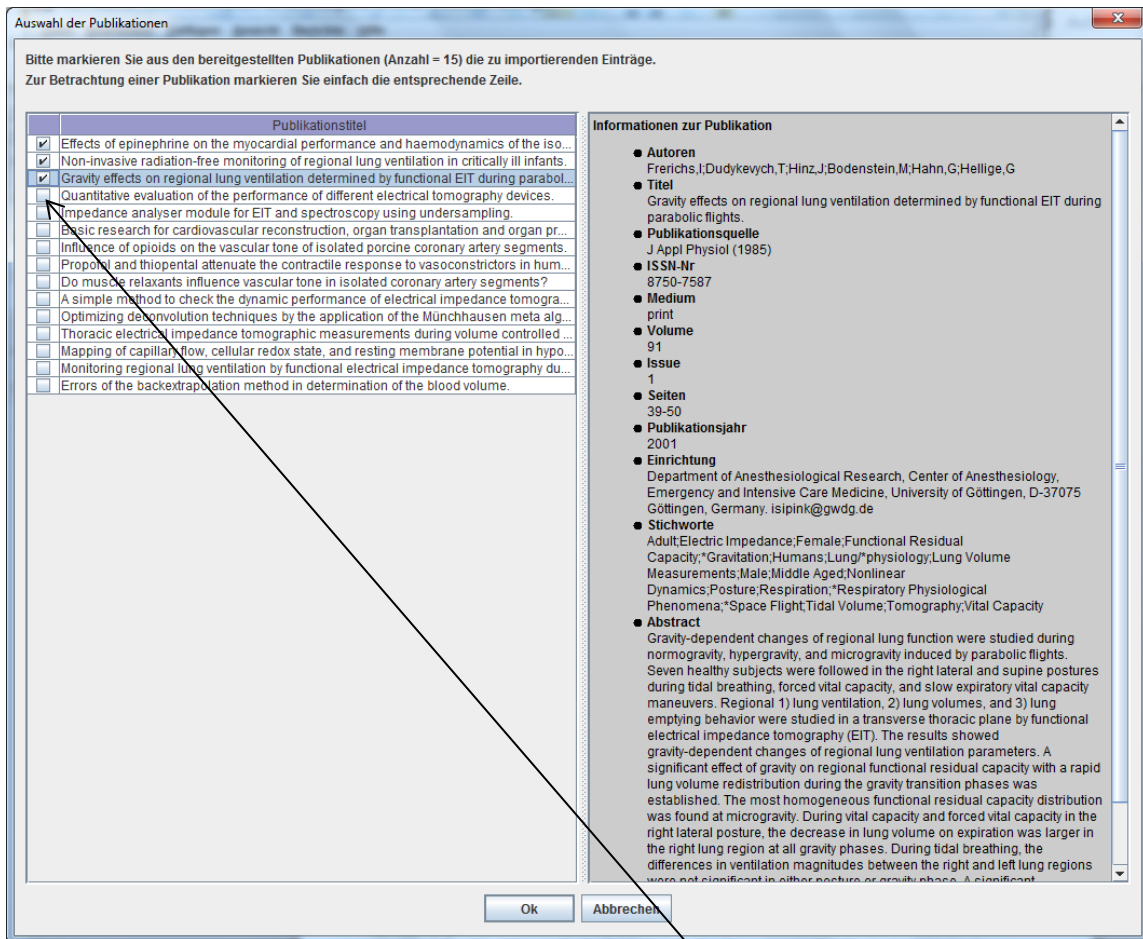 Auswahl der Publikationen
Bitte markieren Sie aus den bereitgestellten Publikationen (Anzahl = 15) die zu importierenden Einträge.
Zur Betrachtung einer Publikation markieren Sie einfach die entsprechende Zeile.
Publikationstitel
Effects of epinephrine on the myocardial performance and haemodynamics of the iso...
Non-invasive radiation-free monitoring of regional lung ventilation in critically ill infants.
Gravity effects on regional lung ventilation determined by functional EIT during parabol...
Quantitative evaluation of the performance of different electrical tomography devices.
Impedance analyser module for EIT and spectroscopy using undersampling.
Basic research for cardiovascular reconstruction, organ transplantation and organ pr...
Influence of opioids on the vascular tone of isolated porcine coronary artery segments.
Propofol and thiopental attenuate the contractile response to vasoconstrictors in hum...
Do muscle relaxants influence vascular tone in isolated coronary artery segments?
A simple method to check the dynamic performance of electrical impedance tomogra...
Optimizing deconvolution techniques by the application of the Münchhausen meta alg...
Thoracic electrical impedance tomographic measurements during volume controlled ...
Mapping of capillary flow, cellular redox state, and resting membrane potential in hypo...
Monitoring regional lung ventilation by functional electrical impedance tomography du...
Errors of the backextrapolation method in determination of the blood volume.
Informationen zur Publikation
Autoren
Frerichs,I;Dudykevych,T;Hinz,J;Bodenstein,M;Hahn,G;Hellige,G
Titel
Gravity effects on regional lung ventilation determined by functional EIT during
parabolic flights.
Publikationsquelle
J Appl Physiol (1985)
ISSN-Nr
8750-7587
Medium
print
Volume
91
Issue
1
Seiten
39-50
Publikationsjahr
2001
Einrichtung
Department of Anesthesiological Research, Center of Anesthesiology,
Emergency and Intensive Care Medicine, University of Göttingen, D-37075
Göttingen, Germany. isipink@gwdg.de
Stichworte
Adult;Electric Impedance;Female;Functional Residual
Capacity;*Gravitation;Humans;Lung/*physiology;Lung Volume
Measurements;Male;Middle Aged;Nonlinear
Dynamics;Posture;Respiration;*Respiratory Physiological
Phenomena;*Space Flight;Tidal Volume;Tomography;Vital Capacity
Abstract
Gravity-dependent changes of regional lung function were studied during
normogravity, hypergravity, and microgravity induced by parabolic flights.
Seven healthy subjects were followed in the right lateral and supine postures
during tidal breathing, forced vital capacity, and slow expiratory vital capacity
maneuvers. Regional 1) lung ventilation, 2) lung volumes, and 3) lung
emptying behavior were studied in a transverse thoracic plane by functional
electrical impedance tomography (EIT). The results showed
gravity-dependent changes of regional lung ventilation parameters. A
significant effect of gravity on regional functional residual capacity with a rapid
lung volume redistribution during the gravity transition phases was
established. The most homogeneous functional residual capacity distribution
was found at microgravity. During vital capacity and forced vital capacity in the
right lateral posture, the decrease in lung volume on expiration was larger in
the right lung region at all gravity phases. During tidal breathing, the
differences in ventilation magnitudes between the right and left lung regions
were not significant in either posture or gravity phase. A significant
Ok
Abbrechen